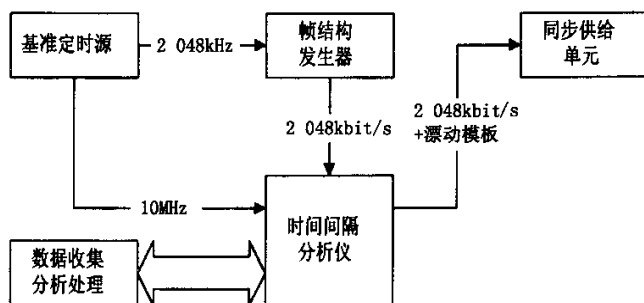 基准定时源
2 048kHz
帧结构
发生器
同步供给
单元
2 048kbit/s
2 048kbit/s
+漂动模板
10MHz
时间间隔
分析仪
数据收集
分析处理